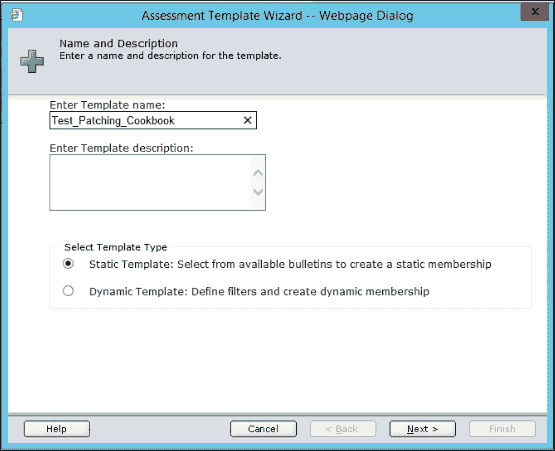 Assessment Template Wizard -- Webpage Dialog
Name and Description
Enter a name and description for the template.
Enter Template name:
Test_Patching_Cookbook
Enter Template description:
Select Template Type
Static Template: Select from available bulletins to create a static membership
Dynamic Template: Define filters and create dynamic membership
Help
Cancel
< Back
Next >
Finish